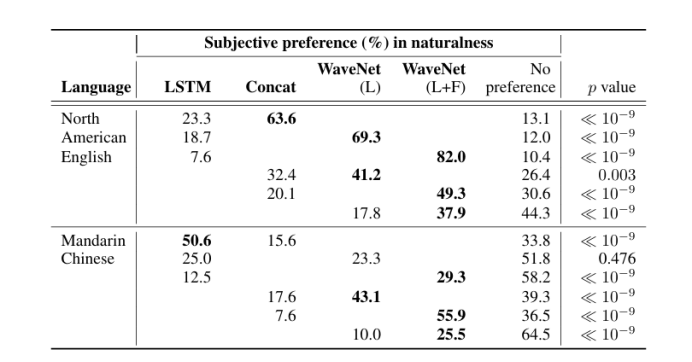 Subjective preference (%) in naturalness
WaveNet WaveNet No
Language LSTM Concat (L) (L+F) preference p value
North 23.3 63.6 13.1 ≪ 10⁻⁹
American 18.7 69.3 12.0 ≪ 10⁻⁹
English 7.6 82.0 10.4 ≪ 10⁻⁹
32.4 41.2 26.4 0.003
20.1 49.3 30.6 ≪ 10⁻⁹
17.8 37.9 44.3 ≪ 10⁻⁹
Mandarin 50.6 15.6 33.8 ≪ 10⁻⁹
Chinese 25.0 23.3 51.8 0.476
12.5 29.3 58.2 ≪ 10⁻⁹
17.6 43.1 39.3 ≪ 10⁻⁹
7.6 55.9 36.5 ≪ 10⁻⁹
10.0 25.5 64.5 ≪ 10⁻⁹